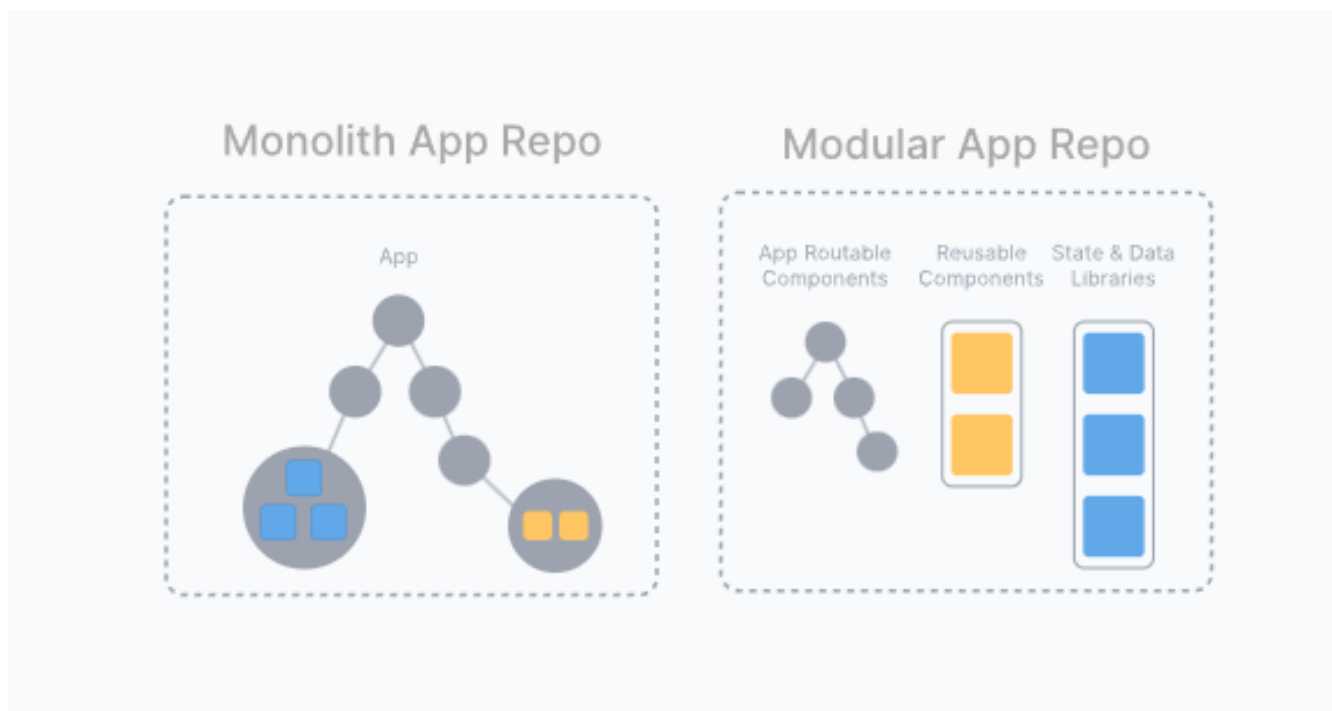 Monolith App Repo
Modular App Repo
App
App Routable
Components
Reusable
Components
State & Data
Libraries